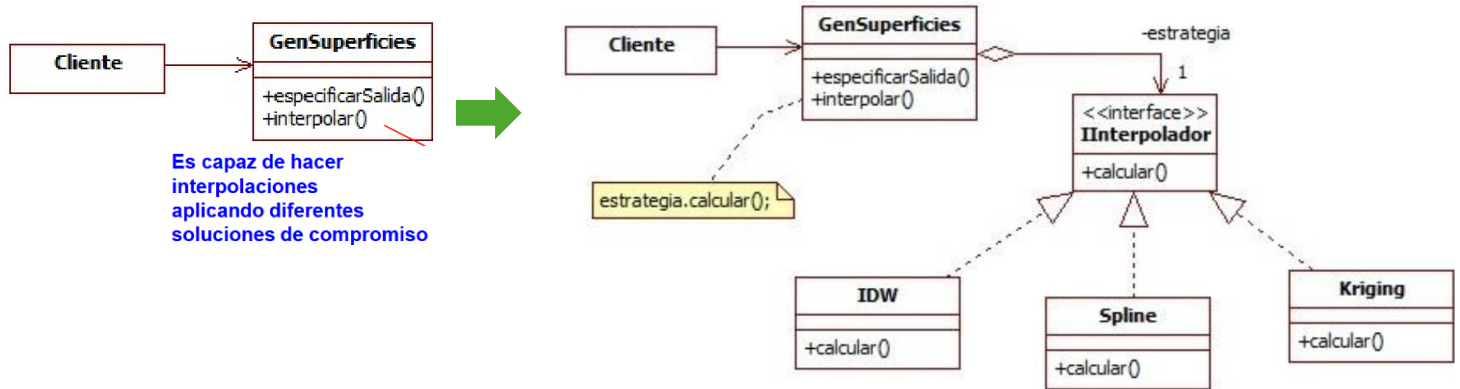 Cliente
GenSuperficies
+especificarSalida()
+interpolar()
Es capaz de hacer
interpolaciones
aplicando diferentes
soluciones de compromiso
Cliente
GenSuperficies
+especificarSalida()
+interpolar()
-estrategia
1
<<interface>>
IInterpolador
+calcular()
estrategia.calcular();
IDW
+calcular()
Spline
+calcular()
Kriging
+calcular()